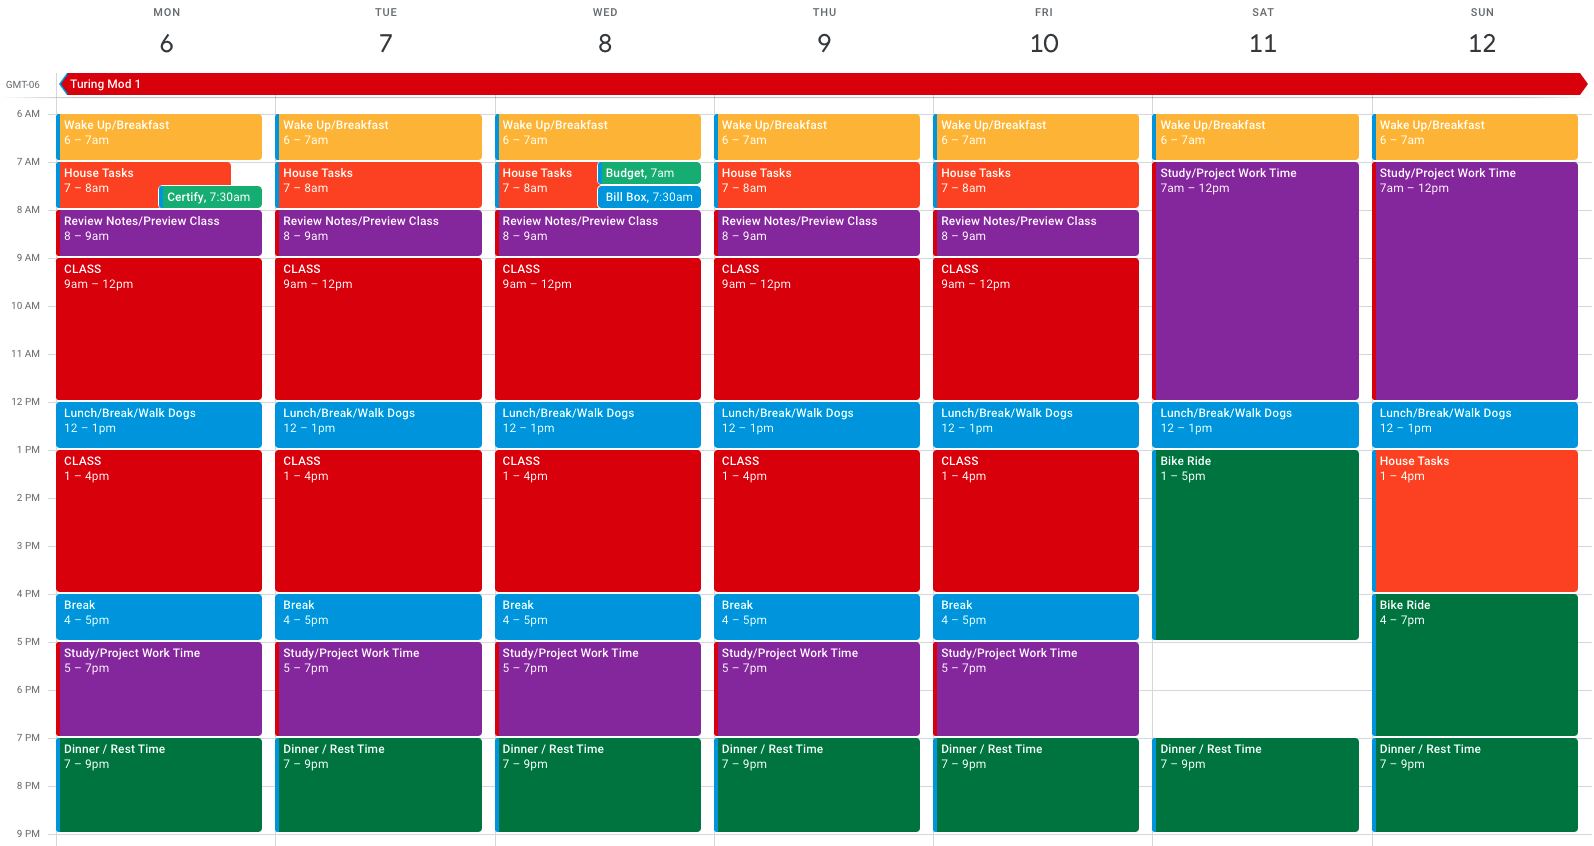 MON
TUE
WED
THU
FRI
SAT
SUN
6
7
8
9
10
11
12
GMT-06
Turing Mod 1
6 AM
7 AM
8 AM
9 AM
10 AM
11 AM
12 PM
1 PM
2 PM
3 PM
4 PM
5 PM
6 PM
7 PM
8 PM
9 PM
Wake Up/Breakfast
6 – 7am
House Tasks
7 – 8am
Certify, 7:30am
Review Notes/Preview Class
8 – 9am
CLASS
9am – 12pm
Lunch/Break/Walk Dogs
12 – 1pm
CLASS
1 – 4pm
Break
4 – 5pm
Study/Project Work Time
5 – 7pm
Dinner / Rest Time
7 – 9pm
Wake Up/Breakfast
6 – 7am
House Tasks
7 – 8am
Review Notes/Preview Class
8 – 9am
CLASS
9am – 12pm
Lunch/Break/Walk Dogs
12 – 1pm
CLASS
1 – 4pm
Break
4 – 5pm
Study/Project Work Time
5 – 7pm
Dinner / Rest Time
7 – 9pm
Wake Up/Breakfast
6 – 7am
House Tasks
7 – 8am
Budget, 7am
Bill Box, 7:30am
Review Notes/Preview Class
8 – 9am
CLASS
9am – 12pm
Lunch/Break/Walk Dogs
12 – 1pm
CLASS
1 – 4pm
Break
4 – 5pm
Study/Project Work Time
5 – 7pm
Dinner / Rest Time
7 – 9pm
Wake Up/Breakfast
6 – 7am
House Tasks
7 – 8am
Review Notes/Preview Class
8 – 9am
CLASS
9am – 12pm
Lunch/Break/Walk Dogs
12 – 1pm
CLASS
1 – 4pm
Break
4 – 5pm
Study/Project Work Time
5 – 7pm
Dinner / Rest Time
7 – 9pm
Wake Up/Breakfast
6 – 7am
House Tasks
7 – 8am
Review Notes/Preview Class
8 – 9am
CLASS
9am – 12pm
Lunch/Break/Walk Dogs
12 – 1pm
CLASS
1 – 4pm
Break
4 – 5pm
Study/Project Work Time
5 – 7pm
Dinner / Rest Time
7 – 9pm
Wake Up/Breakfast
6 – 7am
Study/Project Work Time
7am – 12pm
Lunch/Break/Walk Dogs
12 – 1pm
Bike Ride
1 – 5pm
Dinner / Rest Time
7 – 9pm
Wake Up/Breakfast
6 – 7am
Study/Project Work Time
7am – 12pm
Lunch/Break/Walk Dogs
12 – 1pm
House Tasks
1 – 4pm
Bike Ride
4 – 7pm
Dinner / Rest Time
7 – 9pm